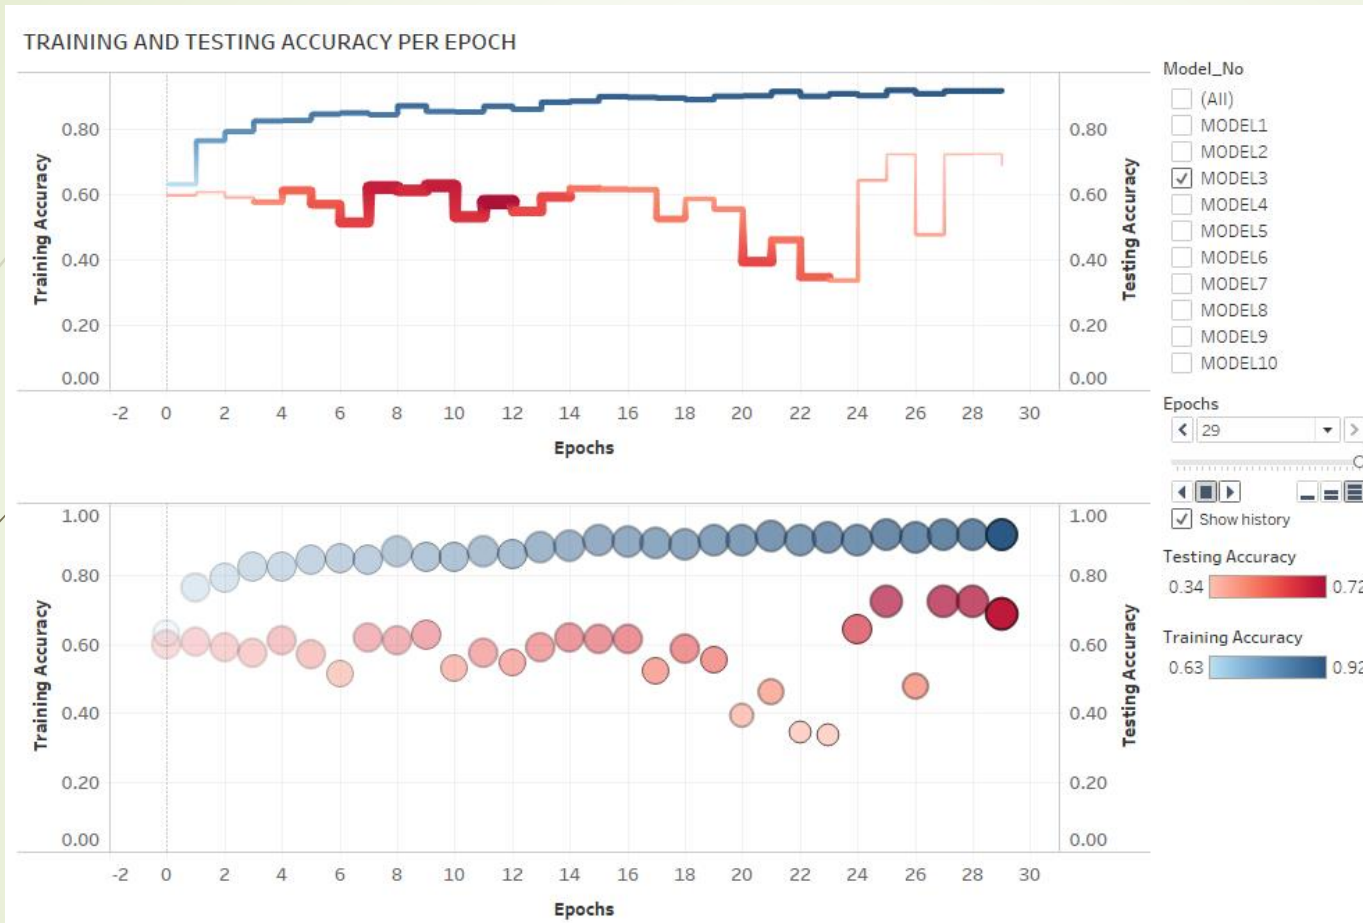 TRAINING AND TESTING ACCURACY PER EPOCH
Training Accuracy
0.80
0.60
0.40
0.20
0.00
0.80
0.60
0.40
0.20
0.00
Testing Accuracy
-2 0 2 4 6 8 10 12 14 16 18 20 22 24 26 28 30
Epochs
Training Accuracy
1.00
0.80
0.60
0.40
0.20
0.00
1.00
0.80
0.60
0.40
0.20
0.00
Testing Accuracy
-2 0 2 4 6 8 10 12 14 16 18 20 22 24 26 28 30
Epochs
Model_No
(All)
MODEL1
MODEL2
MODEL3
MODEL4
MODEL5
MODEL6
MODEL7
MODEL8
MODEL9
MODEL10
Epochs
29
Show history
Testing Accuracy
0.34 0.72
Training Accuracy
0.63 0.92